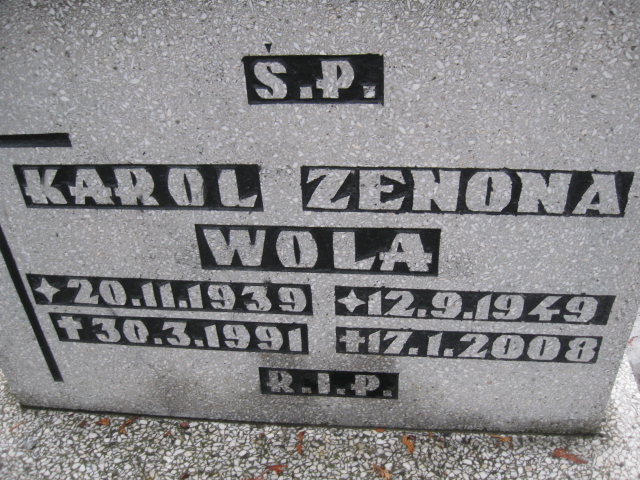 Ś.P.
KAROL ZENONA
WOLA
20.11.1939 12.9.1949
30.3.1991 17.1.2008
R.I.P.